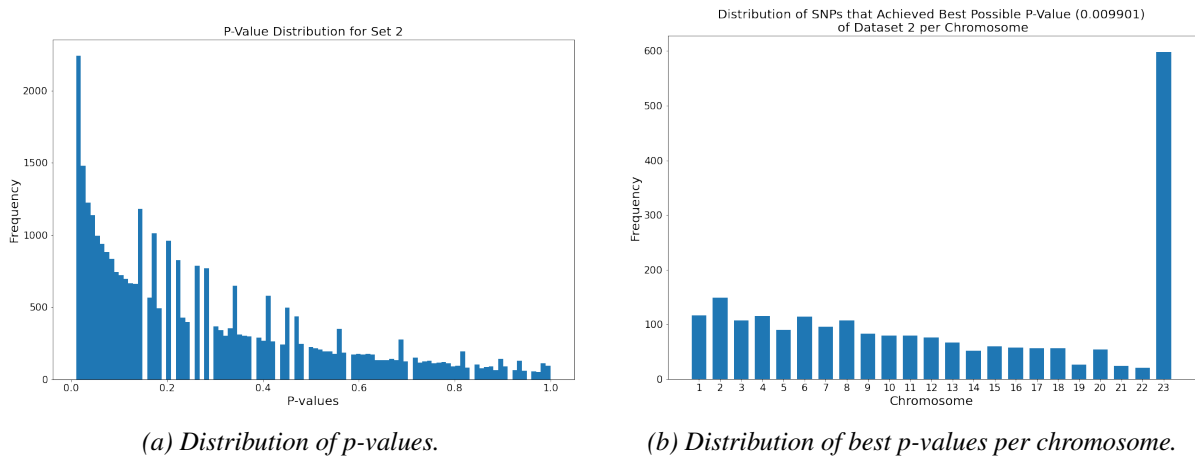 P-Value Distribution for Set 2
2000
1500
1000
500
0
Frequency
0.0 0.2 0.4 0.6 0.8 1.0
P-values
(a) Distribution of p-values.
Distribution of SNPs that Achieved Best Possible P-Value (0.009901)
of Dataset 2 per Chromosome
600
500
400
300
200
100
0
Frequency
1 2 3 4 5 6 7 8 9 10 11 12 13 14 15 16 17 18 19 20 21 22 23
Chromosome
(b) Distribution of best p-values per chromosome.